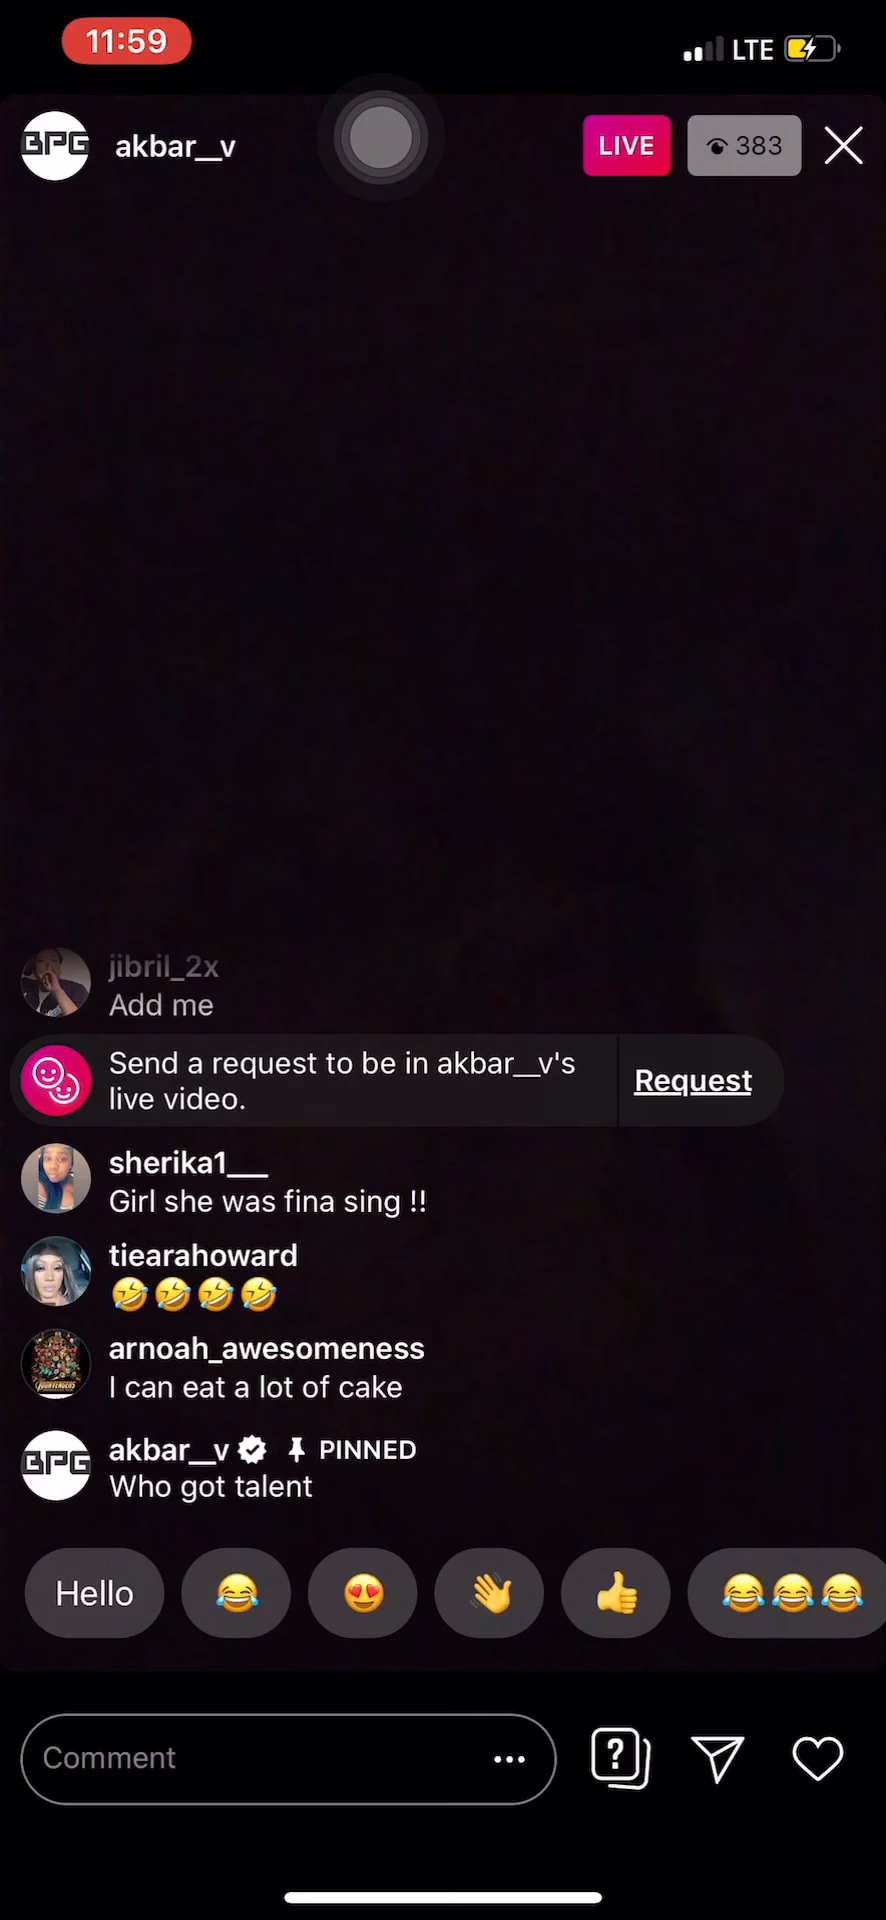 11:59
LTE
BPG
akbar__v
LIVE
383
jibril_2x
Add me
Send a request to be in akbar__v's
live video.
Request
sherika1___
Girl she was fina sing !!
tiearahoward
🤣🤣🤣🤣
arnoah_awesomeness
I can eat a lot of cake
BPG
akbar__v PINNED
Who got talent
Hello 😂 😍 👋 👍 😂😂😂
Comment
?